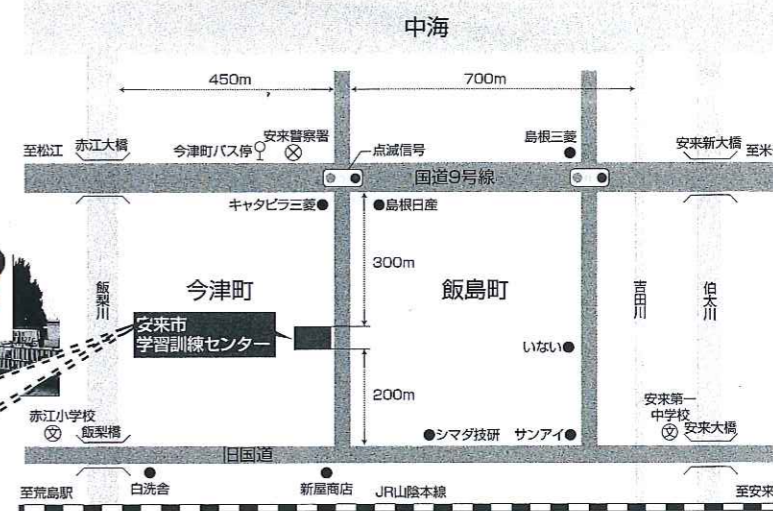 中海
450m
700m
至松江
赤江大橋
今津町バス停
安来警察署
点滅信号
島根三菱
安来新大橋
至米
国道9号線
キャタピラ三菱
島根日産
300m
飯梨川
今津町
飯島町
吉田川
伯太川
安来市
学習訓練センター
いない
200m
赤江小学校
文
飯梨橋
シマダ技研
サンアイ
安来第一
中学校
文
安来大橋
旧国道
至荒島駅
白洗舎
新屋商店
JR山陰本線
至安来